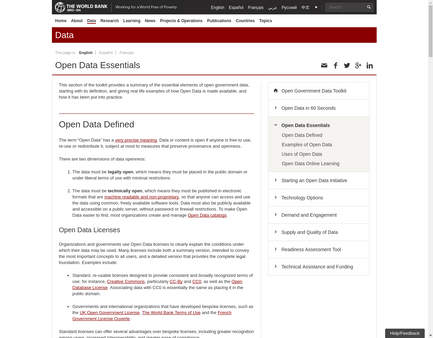 THE WORLD BANK
IBRD • IDA
Working for a World Free of Poverty
English Español Français عربي Русский 中文
Search
Home About Data Research Learning News Projects & Operations Publications Countries Topics
Data
This page in: English Español Français
Open Data Essentials
This section of the toolkit provides a summary of the essential elements of open government data,
starting with its definition, and giving real life examples of how Open Data is made available, and
how it has been put into practice.
Open Data Defined
The term "Open Data" has a very precise meaning. Data or content is open if anyone is free to use,
re-use or redistribute it, subject at most to measures that preserve provenance and openness.
There are two dimensions of data openness:
1. The data must be legally open, which means they must be placed in the public domain or
under liberal terms of use with minimal restrictions.
2. The data must be technically open, which means they must be published in electronic
formats that are machine readable and non-proprietary, so that anyone can access and use
the data using common, freely available software tools. Data must also be publicly available
and accessible on a public server, without password or firewall restrictions. To make Open
Data easier to find, most organizations create and manage Open Data catalogs.
Open Data Licenses
Organizations and governments use Open Data licenses to clearly explain the conditions under
which their data may be used. Many licenses include both a summary version, intended to convey
the most important concepts to all users, and a detailed version that provides the complete legal
foundation. Examples include:
Standard, re-usable licenses designed to provide consistent and broadly recognized terms of
use, for instance, Creative Commons, particularly CC-By and CC0, as well as the Open
Database License. Associating data with CC0 is essentially the same as placing it in the
public domain.
Governments and international organizations that have developed bespoke licenses, such as
the UK Open Government License, The World Bank Terms of Use and the French
Government License Ouverte.
Standard licenses can offer several advantages over bespoke licenses, including greater recognition
Open Government Data Toolkit
Open Data in 60 Seconds
Open Data Essentials
Open Data Defined
Examples of Open Data
Uses of Open Data
Open Data Online Learning
Starting an Open Data Initiative
Technology Options
Demand and Engagement
Supply and Quality of Data
Readiness Assessment Tool
Technical Assistance and Funding
Help/Feedback